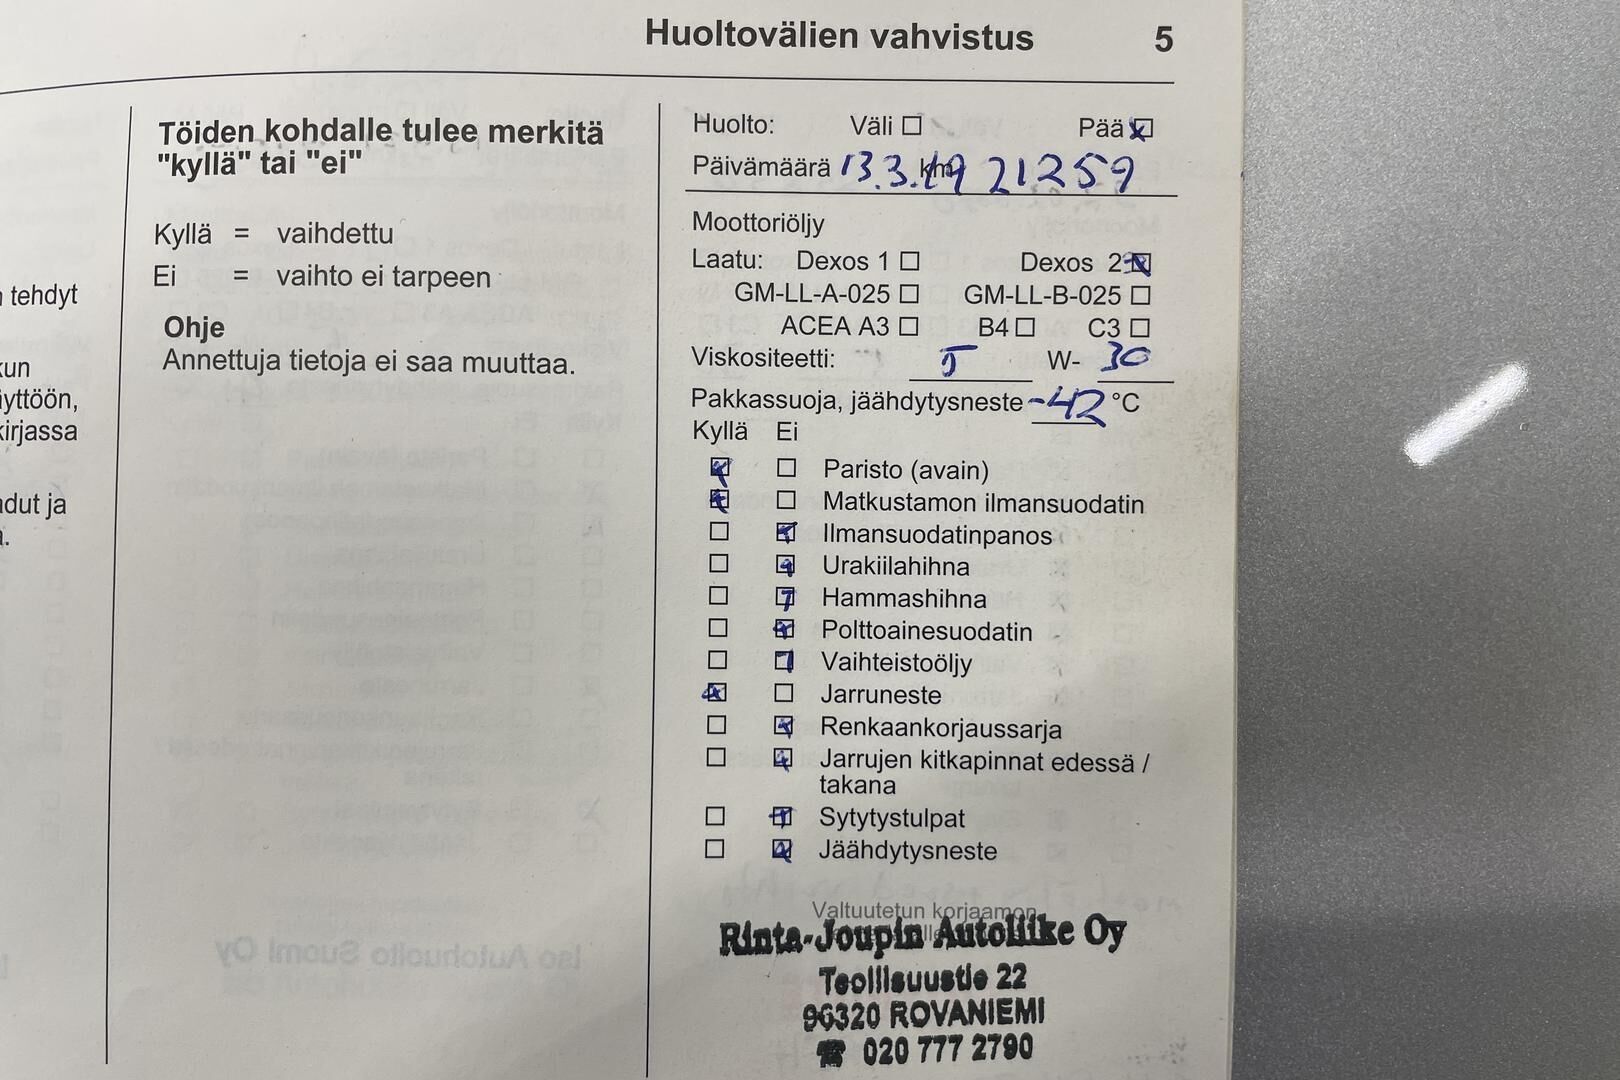 Huoltovälien vahvistus 5
tehdyt
äyttöön,
kirjassa
ja
Töiden kohdalle tulee merkitä
"kyllä" tai "ei"
Kyllä = vaihdettu
Ei = vaihto ei tarpeen
Ohje
Annettuja tietoja ei saa muuttaa.
Huolto: Väli ☐ Pää ☒
Päivämäärä 13.3.19 km 21259
Moottoriöljy
Laatu: Dexos 1 ☐ Dexos 2 ☒
GM-LL-A-025 ☐ GM-LL-B-025 ☐
ACEA A3 ☐ B4 ☐ C3 ☐
Viskositeetti: 5 W- 30
Pakkassuoja, jäähdytysneste -42 °C
Kyllä Ei
☒ ☐ Paristo (avain)
☒ ☐ Matkustamon ilmansuodatin
☐ ☒ Ilmansuodatinpanos
☐ ☒ Urakiilahihna
☐ ☒ Hammashihna
☐ ☒ Polttoainesuodatin
☐ ☒ Vaihteistoöljy
☒ ☐ Jarruneste
☐ ☒ Renkaankorjaussarja
☐ ☒ Jarrujen kitkapinnat edessä /
takana
☐ ☒ Sytytystulpat
☐ ☒ Jäähdytysneste
Valtuutetun korjaamon
Rinta-Joupin Autoliike Oy
Teollisuustie 22
96320 ROVANIEMI
☎ 020 777 2790